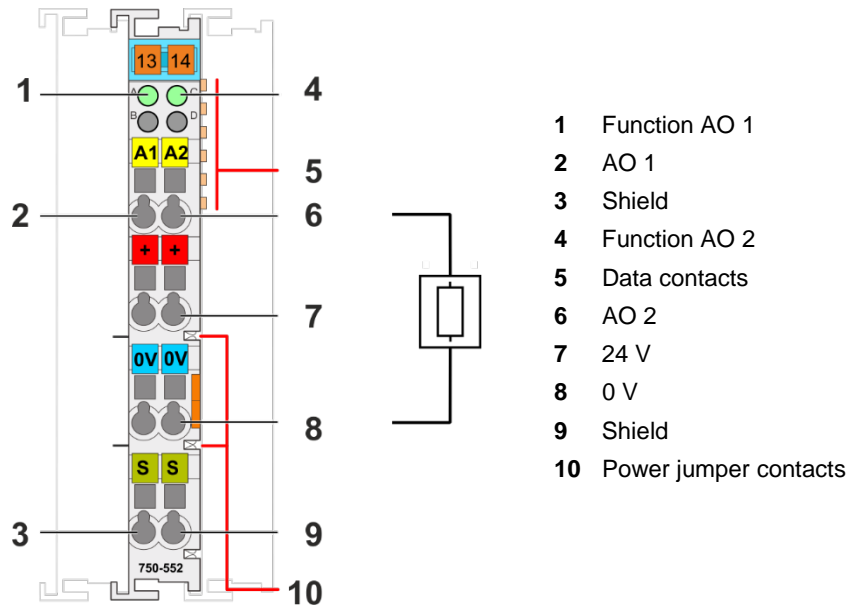 13 14
A C
1 4
B D
A1 A2
5
2 6
+ +
7
0V 0V
8
S S
3 9
750-552
10
1 Function AO 1
2 AO 1
3 Shield
4 Function AO 2
5 Data contacts
6 AO 2
7 24 V
8 0 V
9 Shield
10 Power jumper contacts